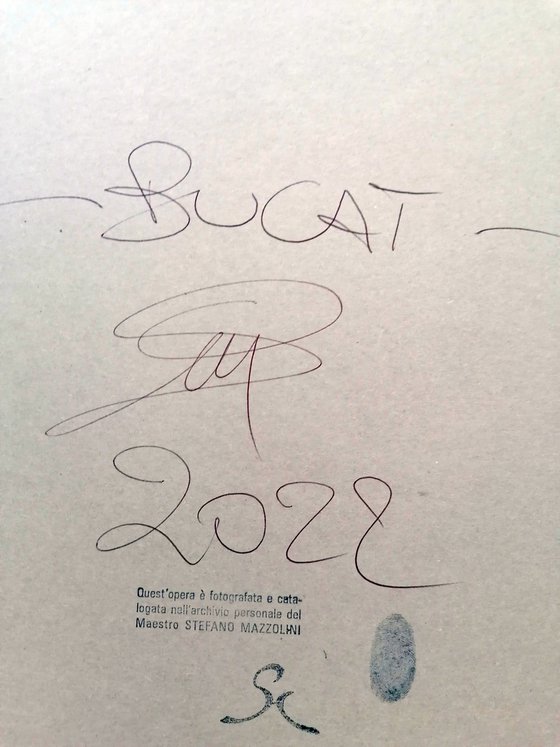 BUCAT
2022
Quest'opera è fotografata e cata-
logata nell'archivio personale del
Maestro STEFANO MAZZOLINI